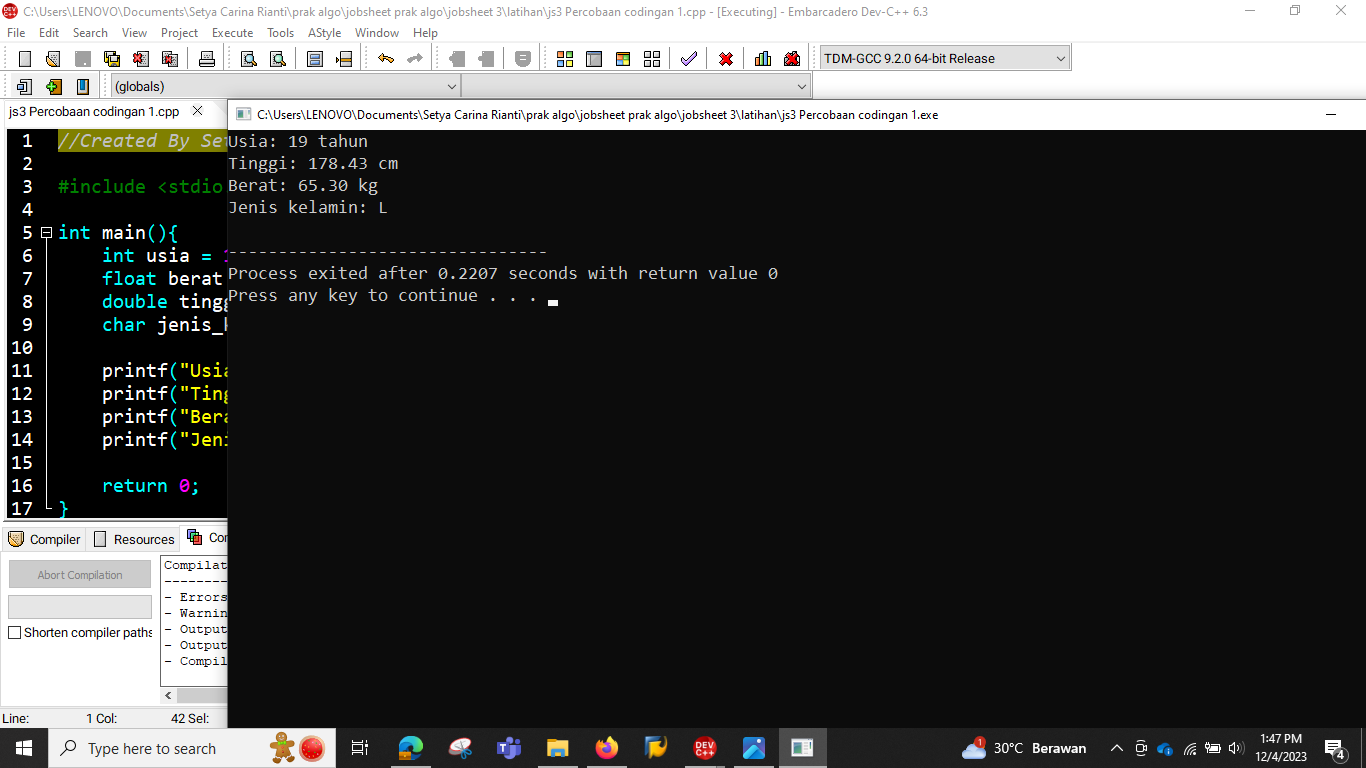 C:\Users\LENOVO\Documents\Setya Carina Rianti\prak algo\jobsheet prak algo\jobsheet 3\latihan\js3 Percobaan codingan 1.cpp - [Executing] - Embarcadero Dev-C++ 6.3
File Edit Search View Project Execute Tools AStyle Window Help
TDM-GCC 9.2.0 64-bit Release
(globals)
js3 Percobaan codingan 1.cpp
C:\Users\LENOVO\Documents\Setya Carina Rianti\prak algo\jobsheet prak algo\jobsheet 3\latihan\js3 Percobaan codingan 1.exe
1 //Created By Set
2
3 #include <stdio
4
5 int main(){
6 int usia =
7 float berat
8 double tingg
9 char jenis_k
10
11 printf("Usia
12 printf("Ting
13 printf("Bera
14 printf("Jeni
15
16 return 0;
17 }
Usia: 19 tahun
Tinggi: 178.43 cm
Berat: 65.30 kg
Jenis kelamin: L
--------------------------------
Process exited after 0.2207 seconds with return value 0
Press any key to continue . . .
Compiler Resources Co
Abort Compilation
Shorten compiler paths
Compilat
--------
- Errors
- Warnin
- Output
- Output
- Compil
Line: 1 Col: 42 Sel:
Type here to search
DEV C++
1
30°C Berawan
1:47 PM
12/4/2023
4